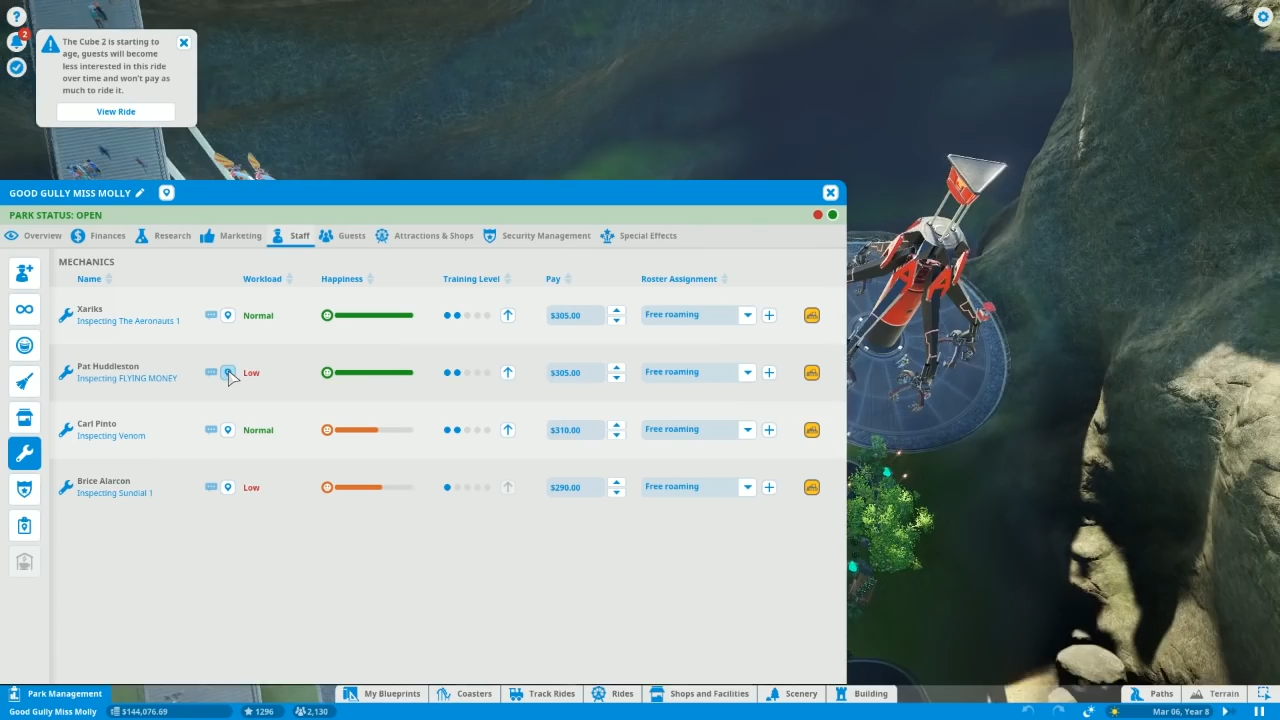 ?
2
The Cube 2 is starting to
age, guests will become
less interested in this ride
over time and won't pay as
much to ride it.
View Ride
GOOD GULLY MISS MOLLY
PARK STATUS: OPEN
Overview Finances Research Marketing Staff Guests Attractions & Shops Security Management Special Effects
MECHANICS
Name Workload Happiness Training Level Pay Roster Assignment
Xariks
Inspecting The Aeronauts 1
Normal $305.00 Free roaming
Pat Huddleston
Inspecting FLYING MONEY
Low $305.00 Free roaming
Carl Pinto
Inspecting Venom
Normal $310.00 Free roaming
Brice Alarcon
Inspecting Sundial 1
Low $290.00 Free roaming
Park Management My Blueprints Coasters Track Rides Rides Shops and Facilities Scenery Building Paths Terrain
Good Gully Miss Molly $144,076.69 1296 2,130 Mar 06, Year 8